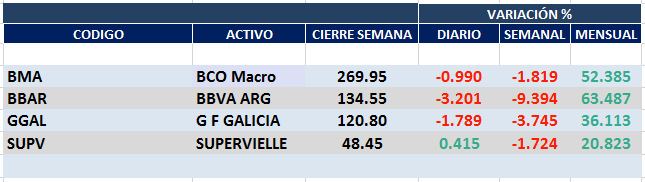 VARIACIÓN %
CODIGO ACTIVO CIERRE SEMANA DIARIO SEMANAL MENSUAL
BMA BCO Macro 269.95 -0.990 -1.819 52.385
BBAR BBVA ARG 134.55 -3.201 -9.394 63.487
GGAL G F GALICIA 120.80 -1.789 -3.745 36.113
SUPV SUPERVIELLE 48.45 0.415 -1.724 20.823